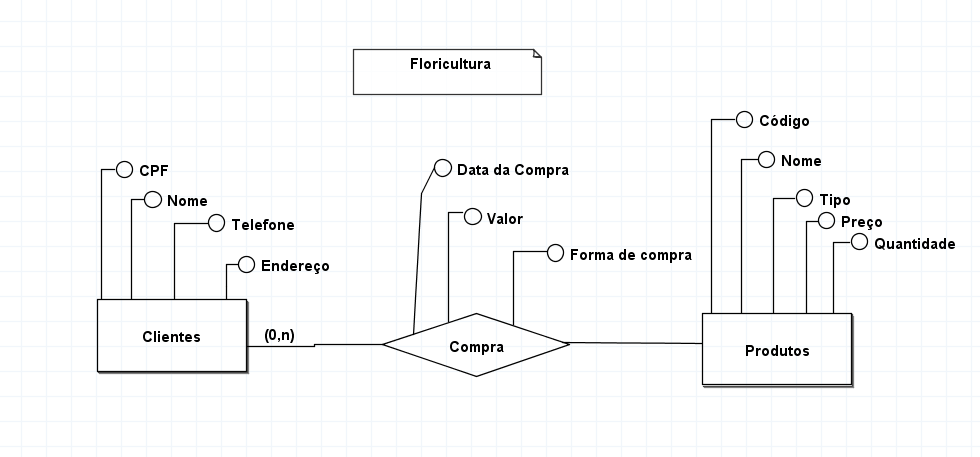 Floricultura
CPF
Nome
Telefone
Endereço
Clientes
(0,n)
Data da Compra
Valor
Forma de compra
Compra
Código
Nome
Tipo
Preço
Quantidade
Produtos